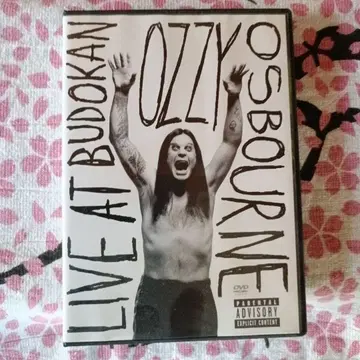 LIVE AT BUDOKAN
OZZY
OSBOURNE
DVD
PARENTAL
ADVISORY
EXPLICIT CONTENT